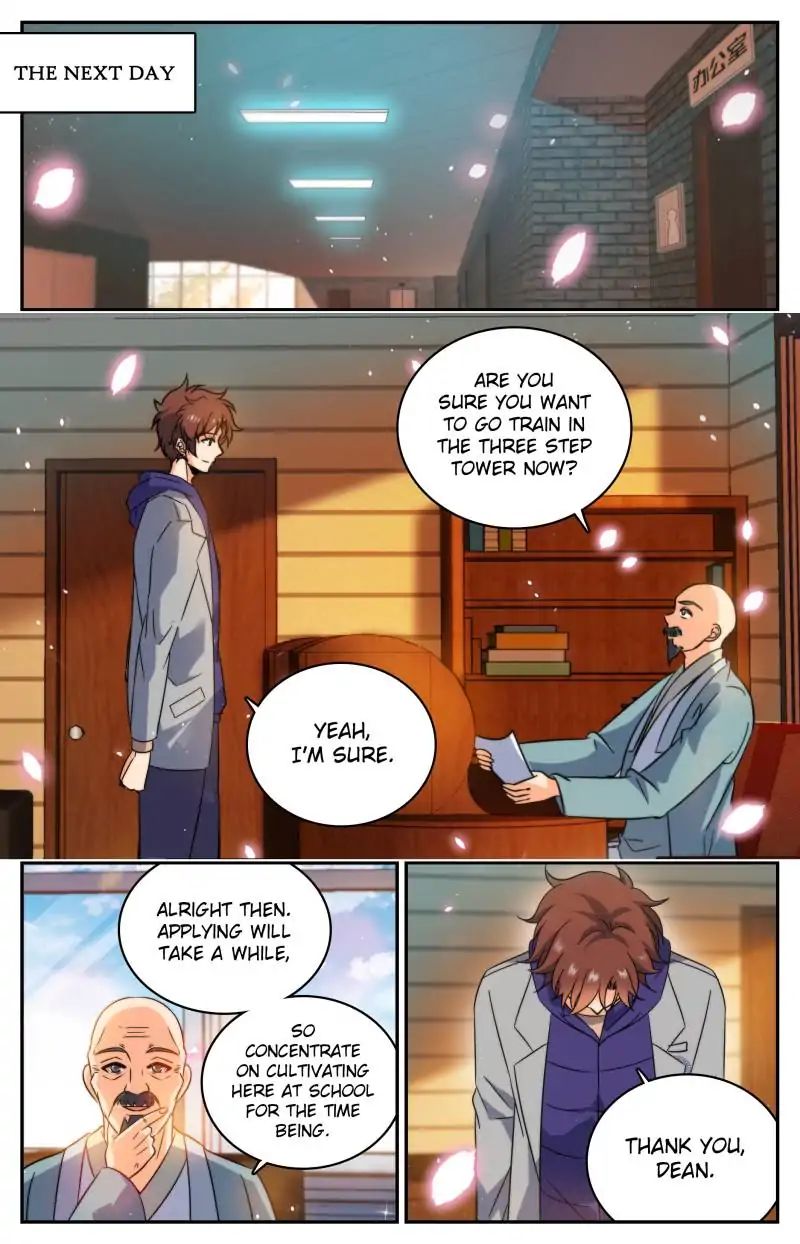 THE NEXT DAY
办公室
ARE YOU
SURE YOU WANT
TO GO TRAIN IN
THE THREE STEP
TOWER NOW?
YEAH,
I'M SURE.
ALRIGHT THEN.
APPLYING WILL
TAKE A WHILE,
SO
CONCENTRATE
ON CULTIVATING
HERE AT SCHOOL
FOR THE TIME
BEING.
THANK YOU,
DEAN.